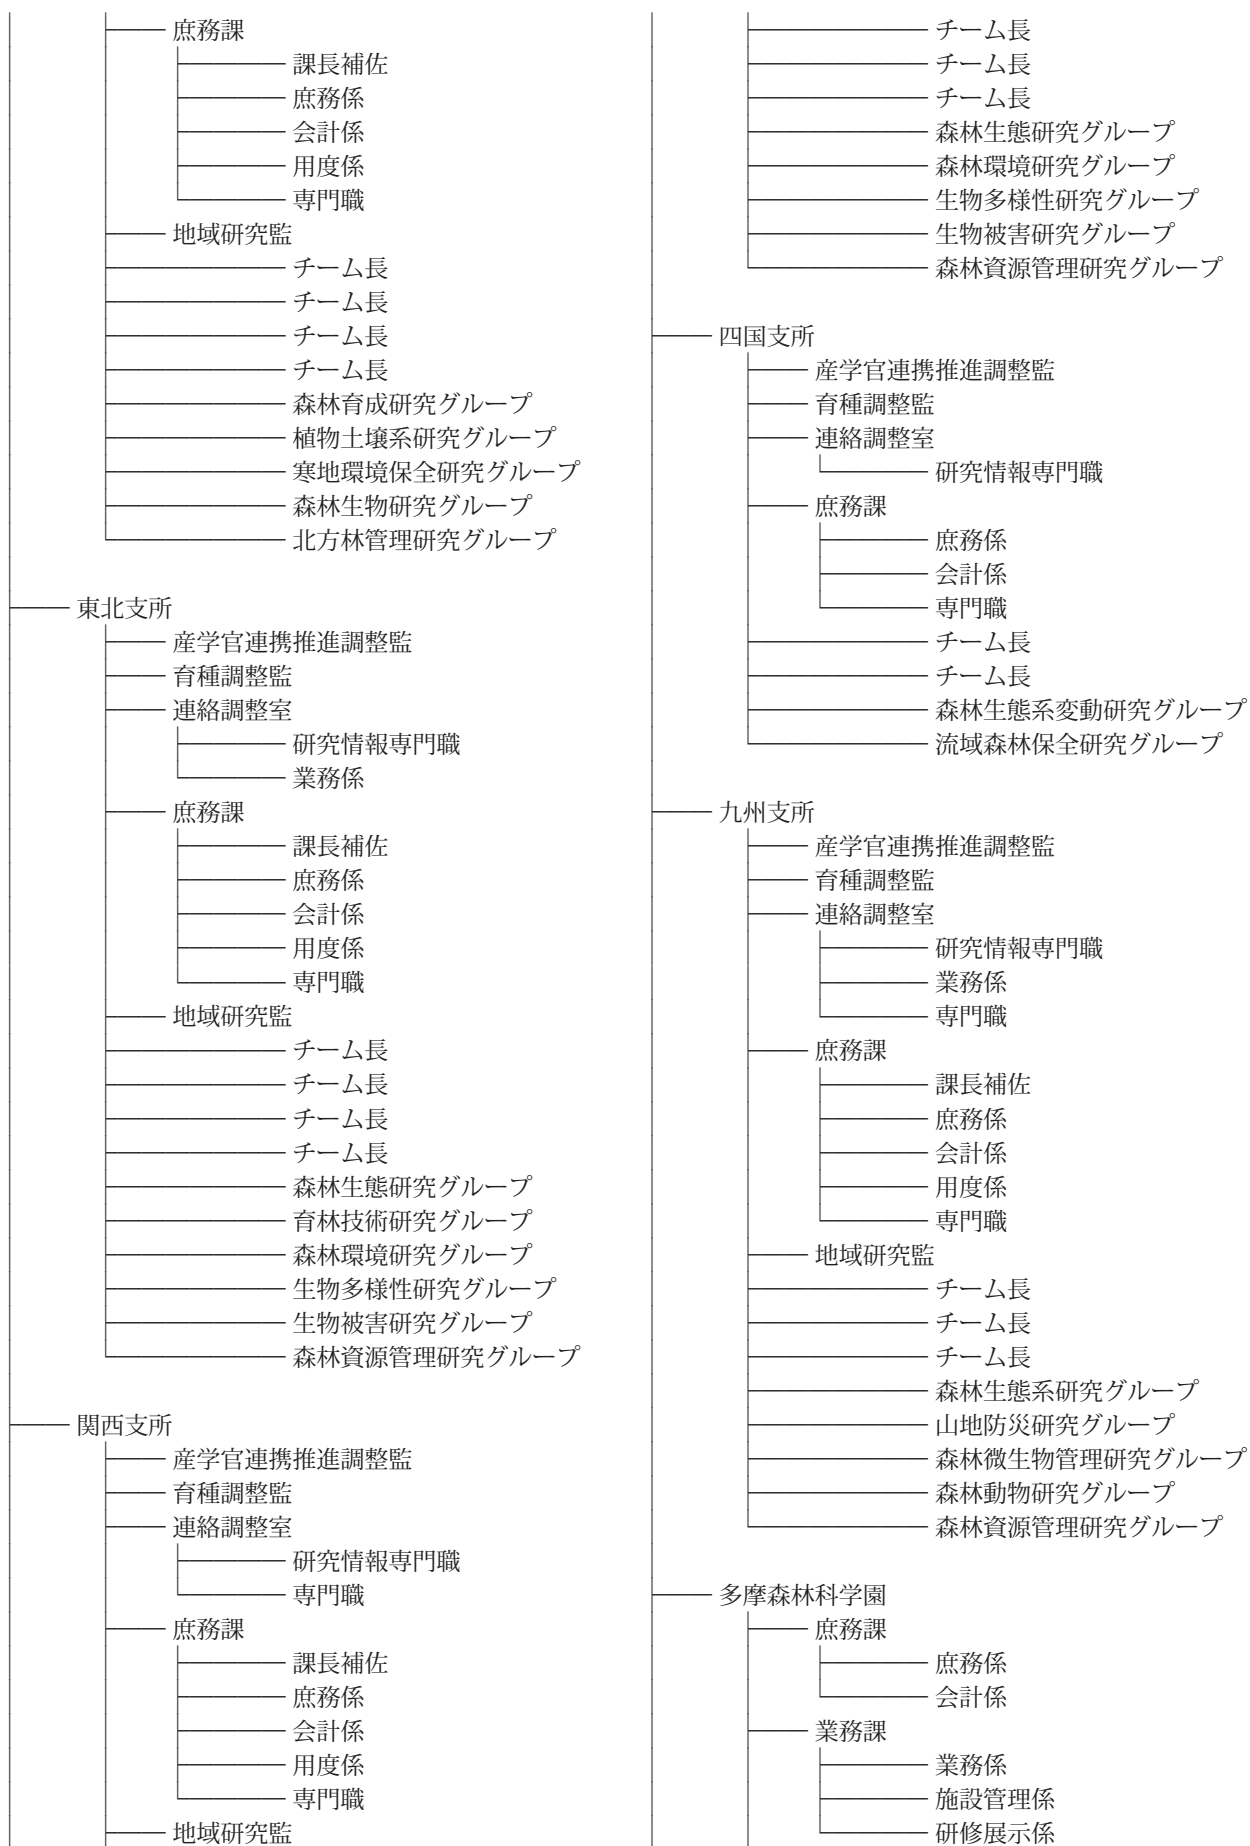 庶務課
課長補佐
庶務係
会計係
用度係
専門職
地域研究監
チーム長
チーム長
チーム長
チーム長
森林育成研究グループ
植物土壌系研究グループ
寒地環境保全研究グループ
森林生物研究グループ
北方林管理研究グループ
東北支所
産学官連携推進調整監
育種調整監
連絡調整室
研究情報専門職
業務係
庶務課
課長補佐
庶務係
会計係
用度係
専門職
地域研究監
チーム長
チーム長
チーム長
チーム長
森林生態研究グループ
育林技術研究グループ
森林環境研究グループ
生物多様性研究グループ
生物被害研究グループ
森林資源管理研究グループ
関西支所
産学官連携推進調整監
育種調整監
連絡調整室
研究情報専門職
専門職
庶務課
課長補佐
庶務係
会計係
用度係
専門職
地域研究監
チーム長
チーム長
チーム長
森林生態研究グループ
森林環境研究グループ
生物多様性研究グループ
生物被害研究グループ
森林資源管理研究グループ
四国支所
産学官連携推進調整監
育種調整監
連絡調整室
研究情報専門職
庶務課
庶務係
会計係
専門職
チーム長
チーム長
森林生態系変動研究グループ
流域森林保全研究グループ
九州支所
産学官連携推進調整監
育種調整監
連絡調整室
研究情報専門職
業務係
専門職
庶務課
課長補佐
庶務係
会計係
用度係
専門職
地域研究監
チーム長
チーム長
チーム長
森林生態系研究グループ
山地防災研究グループ
森林微生物管理研究グループ
森林動物研究グループ
森林資源管理研究グループ
多摩森林科学園
庶務課
庶務係
会計係
業務課
業務係
施設管理係
研修展示係